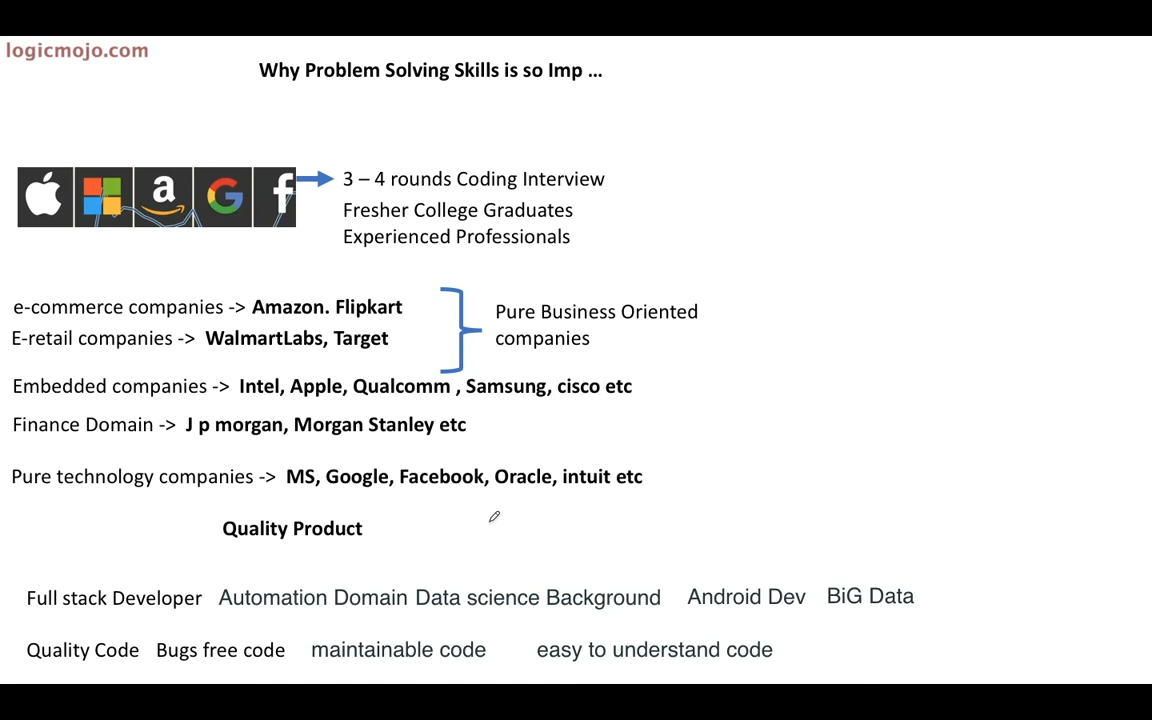 logicmojo.com
Why Problem Solving Skills is so Imp ...
3 – 4 rounds Coding Interview
Fresher College Graduates
Experienced Professionals
e-commerce companies -> Amazon. Flipkart
E-retail companies -> WalmartLabs, Target
Pure Business Oriented
companies
Embedded companies -> Intel, Apple, Qualcomm , Samsung, cisco etc
Finance Domain -> J p morgan, Morgan Stanley etc
Pure technology companies -> MS, Google, Facebook, Oracle, intuit etc
Quality Product
Full stack Developer Automation Domain Data science Background Android Dev BiG Data
Quality Code Bugs free code maintainable code easy to understand code